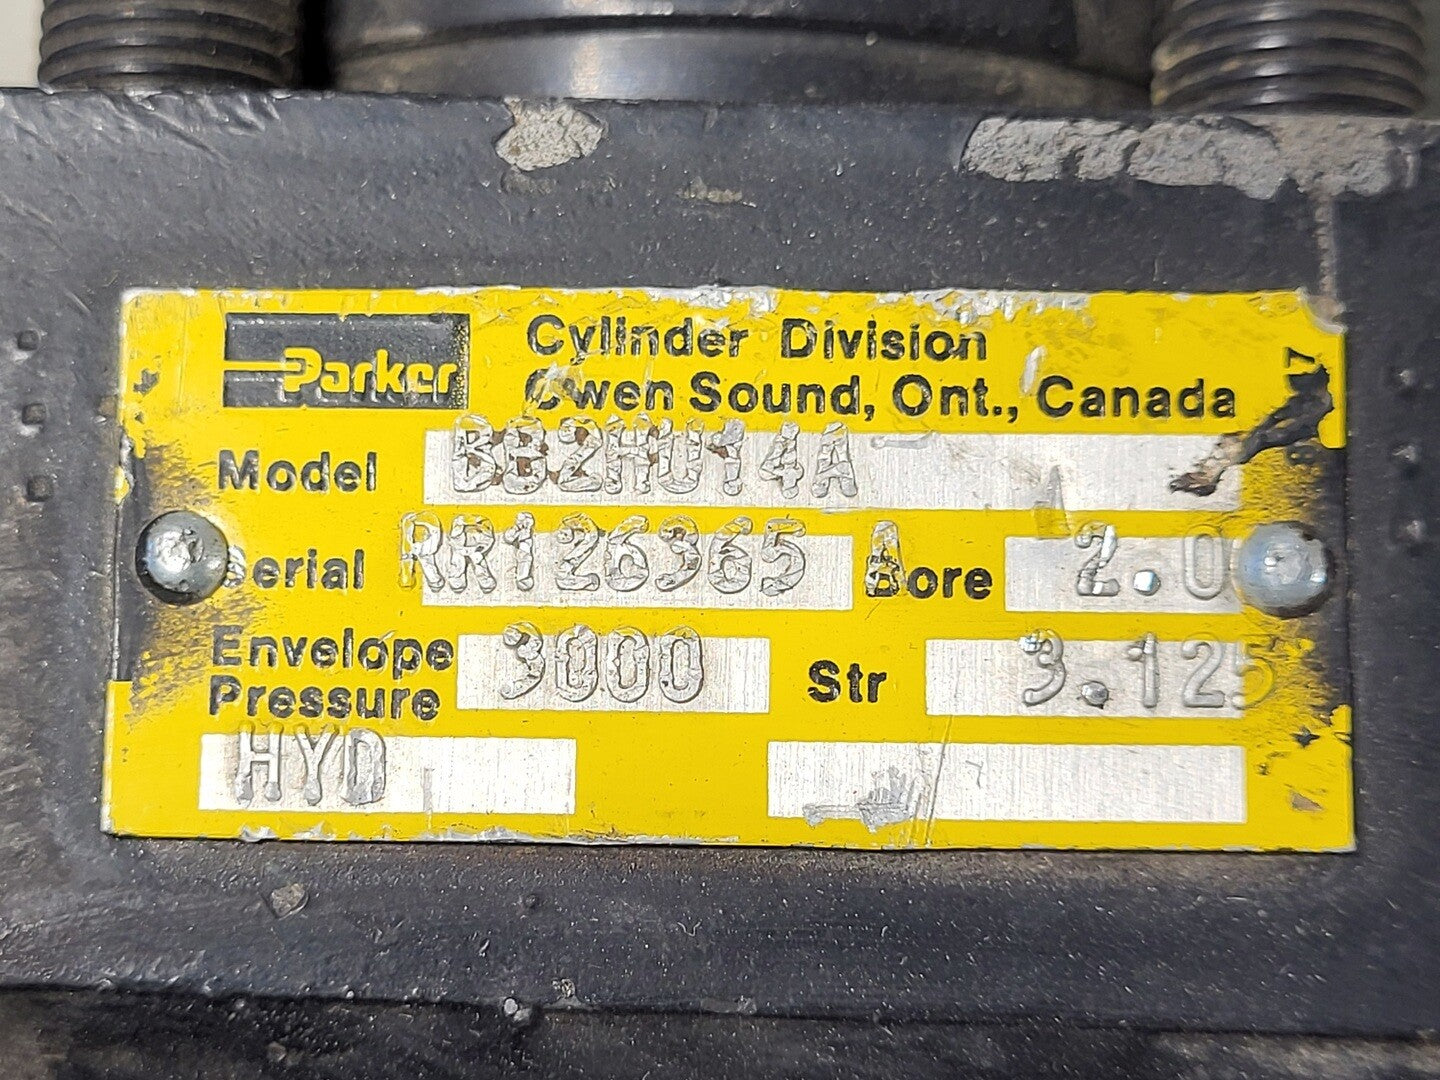 Parker
Cylinder Division
Owen Sound, Ont., Canada
Model BB2HU14A
Serial RR126365 A Bore 2.0
Envelope Pressure 3000 Str 3.125
HYD